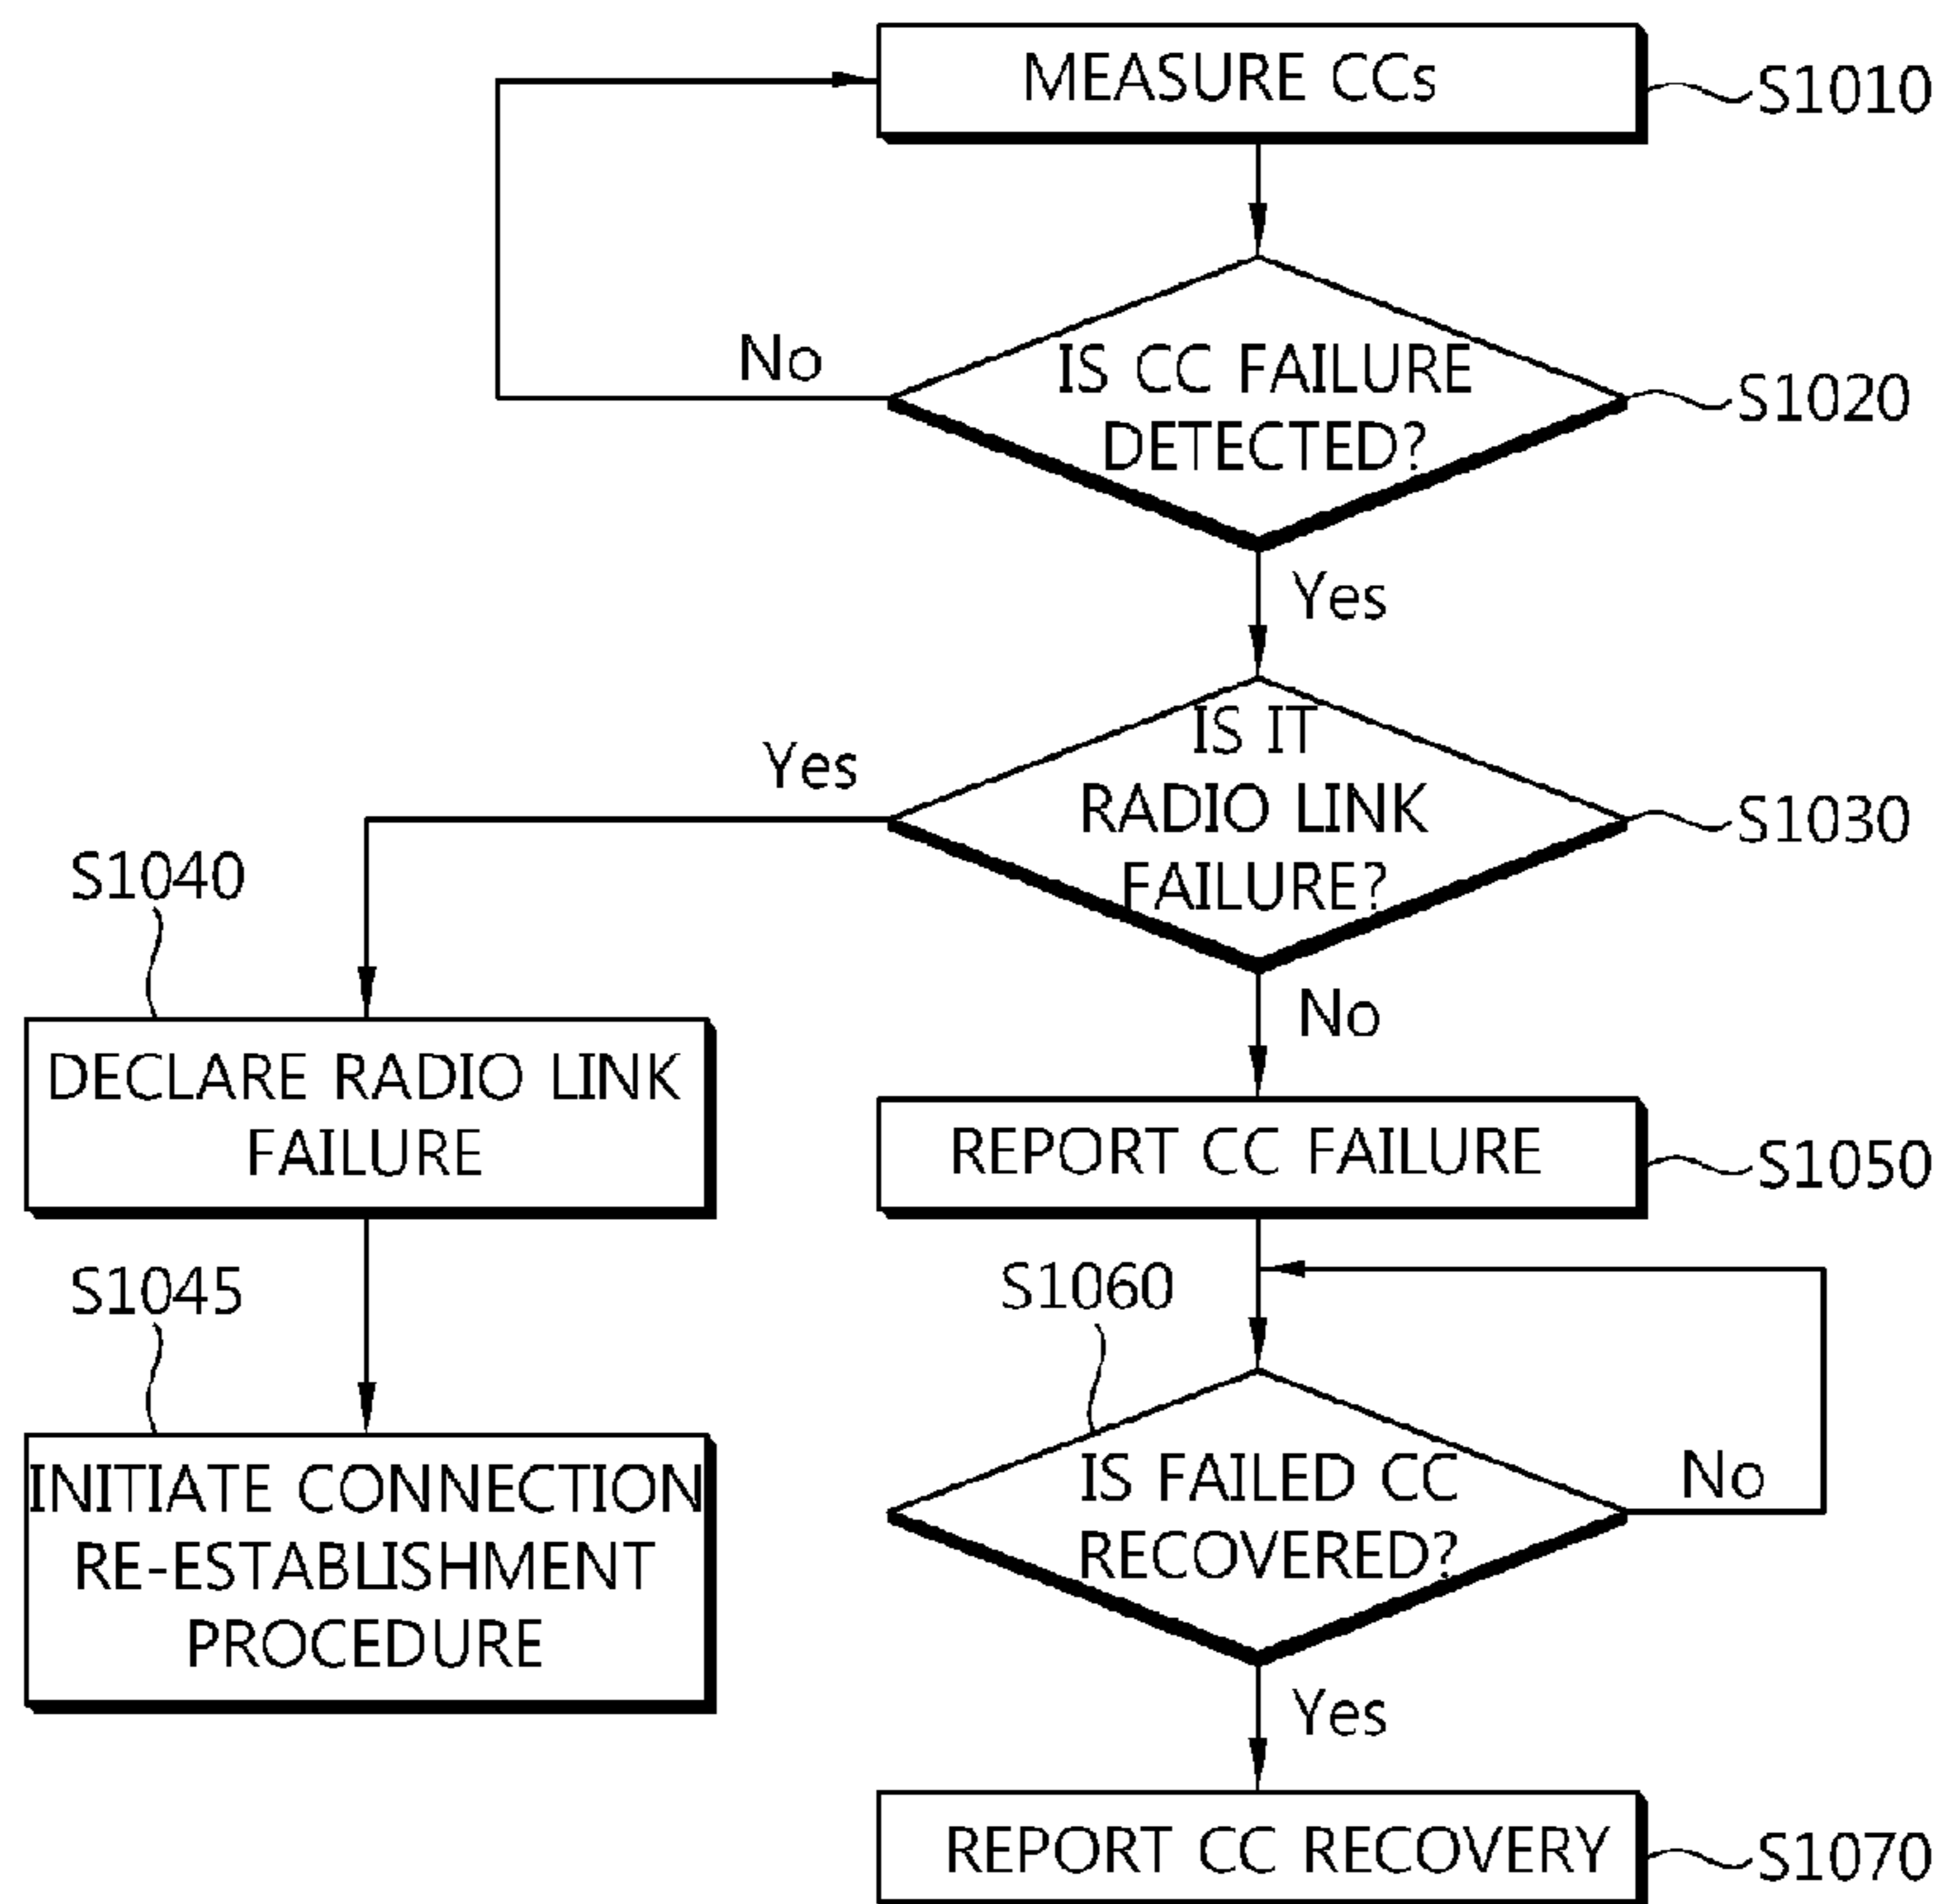 MEASURE CCs
S1010
No
IS CC FAILURE
DETECTED?
S1020
Yes
IS IT
RADIO LINK
FAILURE?
S1030
Yes
S1040
DECLARE RADIO LINK
FAILURE
No
REPORT CC FAILURE
S1050
S1045
INITIATE CONNECTION
RE-ESTABLISHMENT
PROCEDURE
S1060
IS FAILED CC
RECOVERED?
No
Yes
REPORT CC RECOVERY
S1070